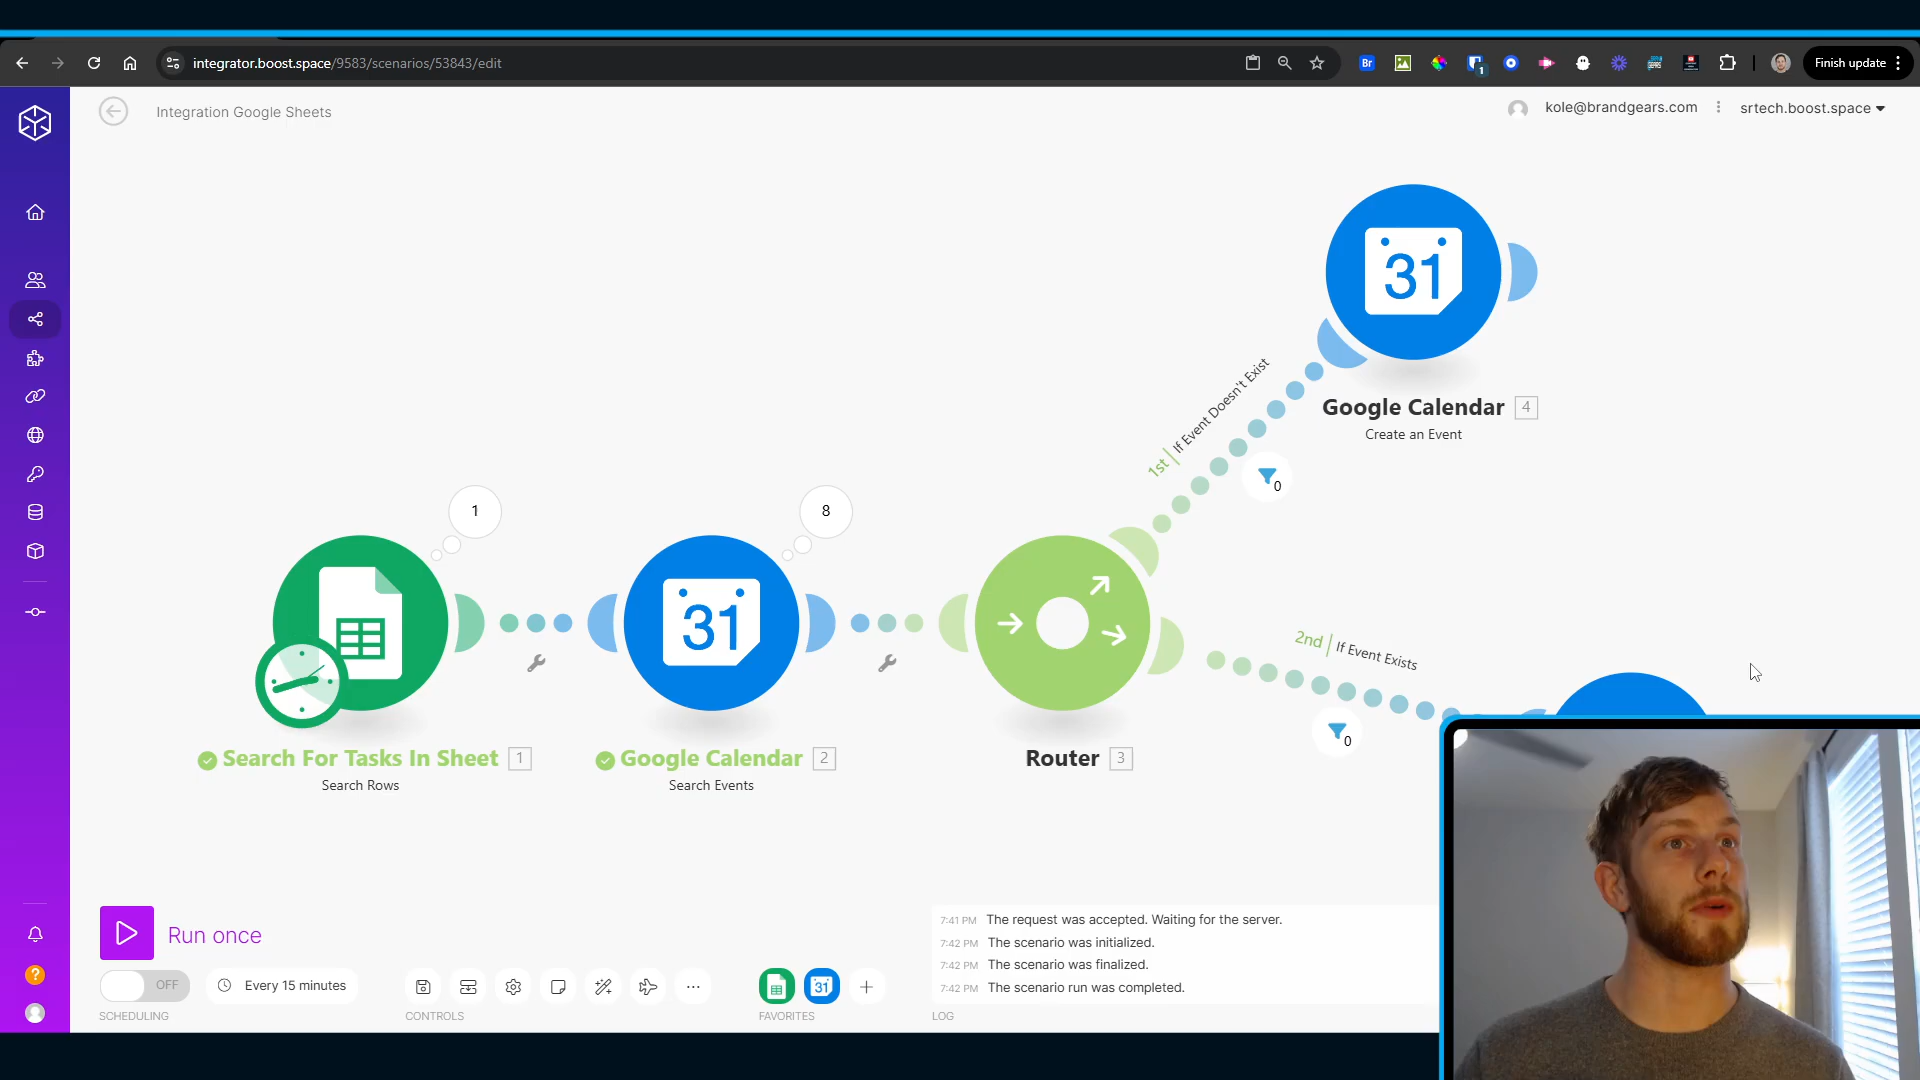 integrator.boost.space/9583/scenarios/53843/edit
Br
1
Finish update
Integration Google Sheets
kole@brandgears.com
srtech.boost.space
31
Google Calendar 4
Create an Event
1st | If Event Doesn't Exist
0
1
8
31
2nd | If Event Exists
0
Search For Tasks In Sheet 1
Search Rows
Google Calendar 2
Search Events
Router 3
Run once
7:41 PM The request was accepted. Waiting for the server.
7:42 PM The scenario was initialized.
7:42 PM The scenario was finalized.
7:42 PM The scenario run was completed.
OFF
Every 15 minutes
31
SCHEDULING
CONTROLS
FAVORITES
LOG
?